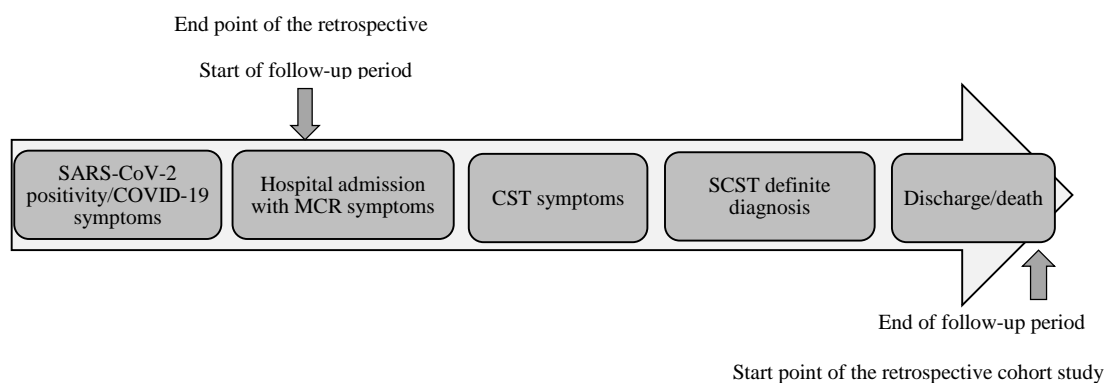 End point of the retrospective
Start of follow-up period
SARS-CoV-2
positivity/COVID-19
symptoms
Hospital admission
with MCR symptoms
CST symptoms
SCST definite
diagnosis
Discharge/death
End of follow-up period
Start point of the retrospective cohort study